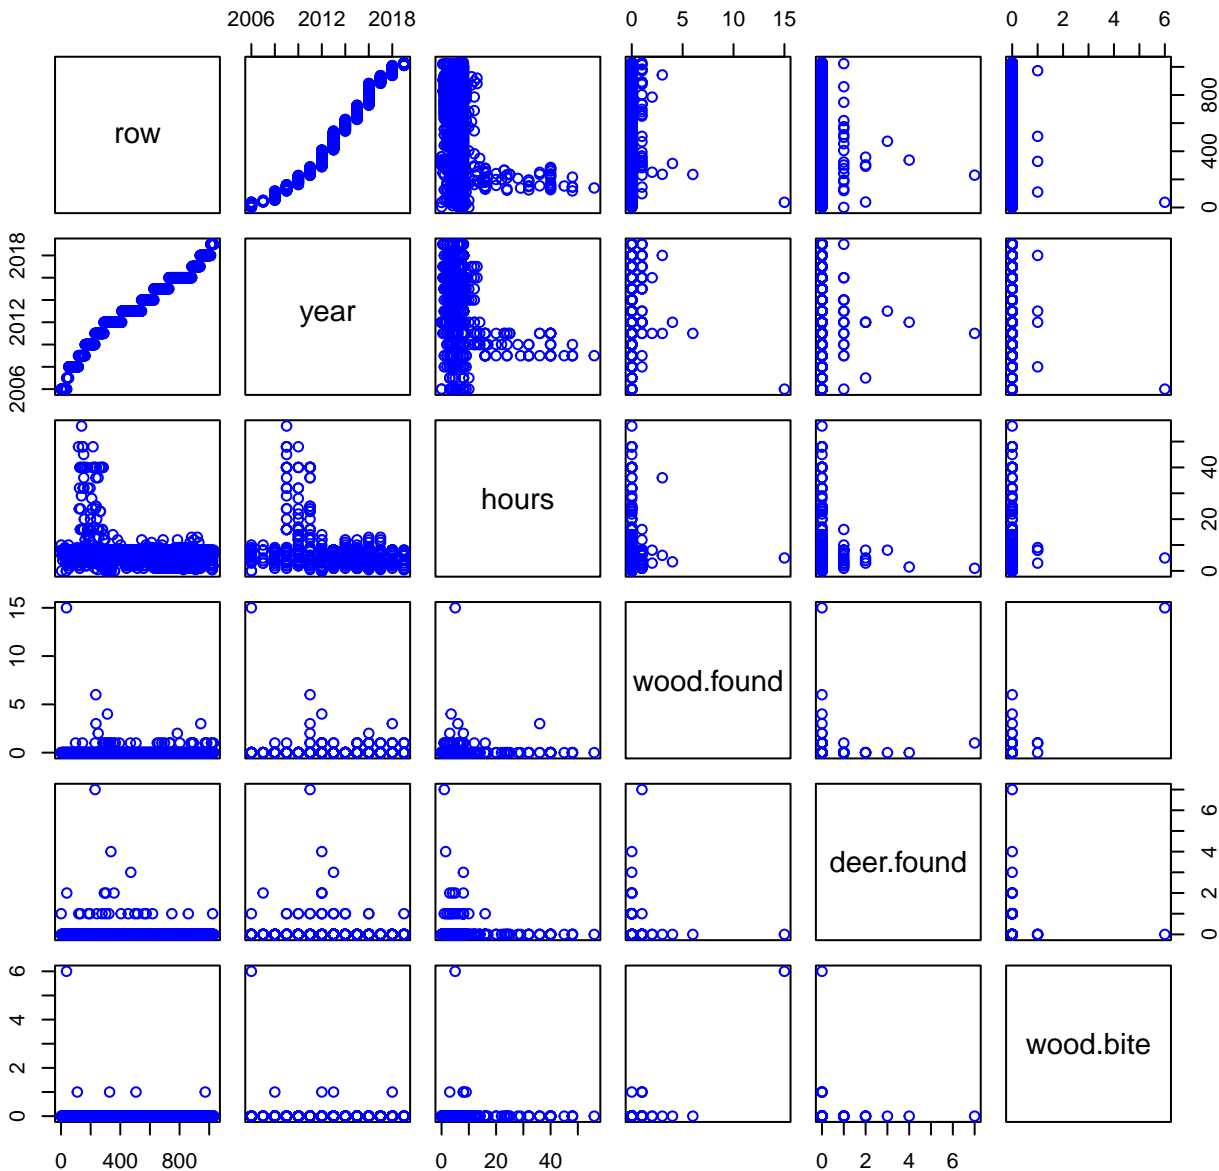 2006 2012 2018 0 5 15 0 2 4 6
row 0 400 800
2006 2012 2018 year
hours 0 20 40
0 5 10 15 wood.found
deer.found 0 2 4 6
0 2 4 6 wood.bite
0 400 800 0 20 40 0 2 4 6